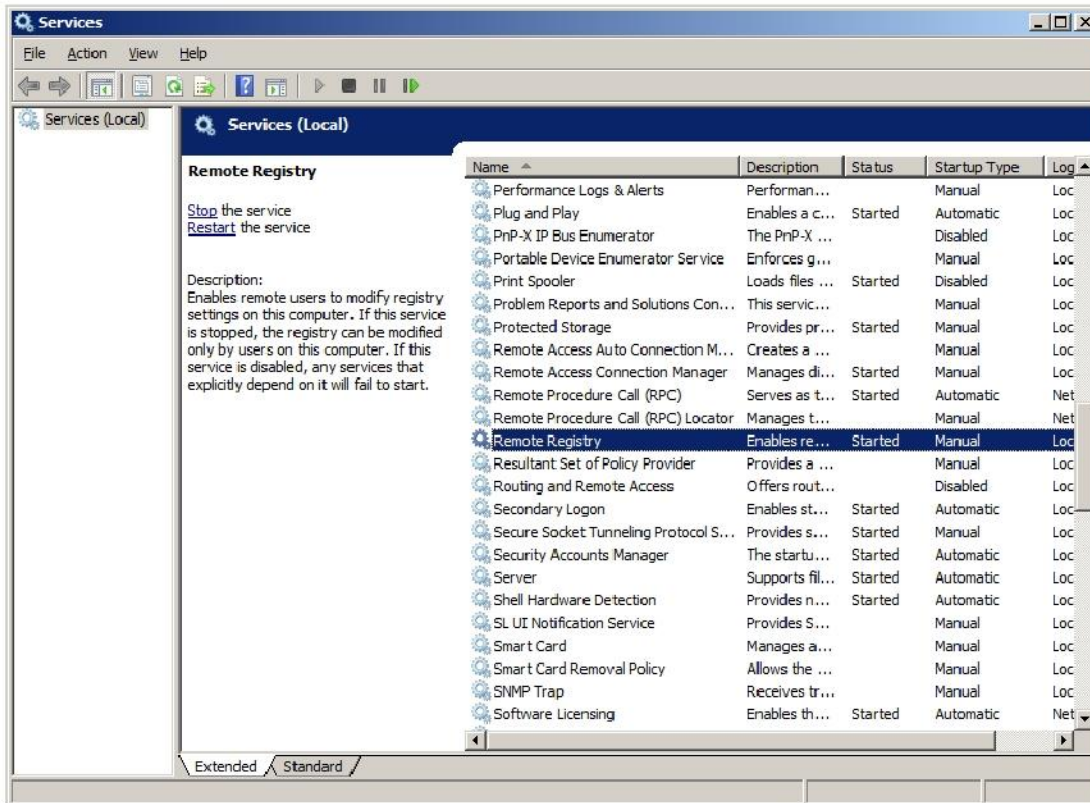 Services
File Action View Help
Services (Local)
Services (Local)
Remote Registry
Stop the service
Restart the service
Description:
Enables remote users to modify registry
settings on this computer. If this service
is stopped, the registry can be modified
only by users on this computer. If this
service is disabled, any services that
explicitly depend on it will fail to start.
Name Description Status Startup Type Log
Performance Logs & Alerts Performan... Manual Loc
Plug and Play Enables a c... Started Automatic Loc
PnP-X IP Bus Enumerator The PnP-X ... Disabled Loc
Portable Device Enumerator Service Enforces g... Manual Loc
Print Spooler Loads files ... Started Disabled Loc
Problem Reports and Solutions Con... This servic... Manual Loc
Protected Storage Provides pr... Started Manual Loc
Remote Access Auto Connection M... Creates a ... Manual Loc
Remote Access Connection Manager Manages di... Started Manual Loc
Remote Procedure Call (RPC) Serves as t... Started Automatic Net
Remote Procedure Call (RPC) Locator Manages t... Manual Net
Remote Registry Enables re... Started Manual Loc
Resultant Set of Policy Provider Provides a ... Manual Loc
Routing and Remote Access Offers rout... Disabled Loc
Secondary Logon Enables st... Started Automatic Loc
Secure Socket Tunneling Protocol S... Provides s... Started Manual Loc
Security Accounts Manager The startu... Started Automatic Loc
Server Supports fil... Started Automatic Loc
Shell Hardware Detection Provides n... Started Automatic Loc
SL UI Notification Service Provides S... Manual Loc
Smart Card Manages a... Manual Loc
Smart Card Removal Policy Allows the ... Manual Loc
SNMP Trap Receives tr... Manual Loc
Software Licensing Enables th... Started Automatic Net
Extended Standard